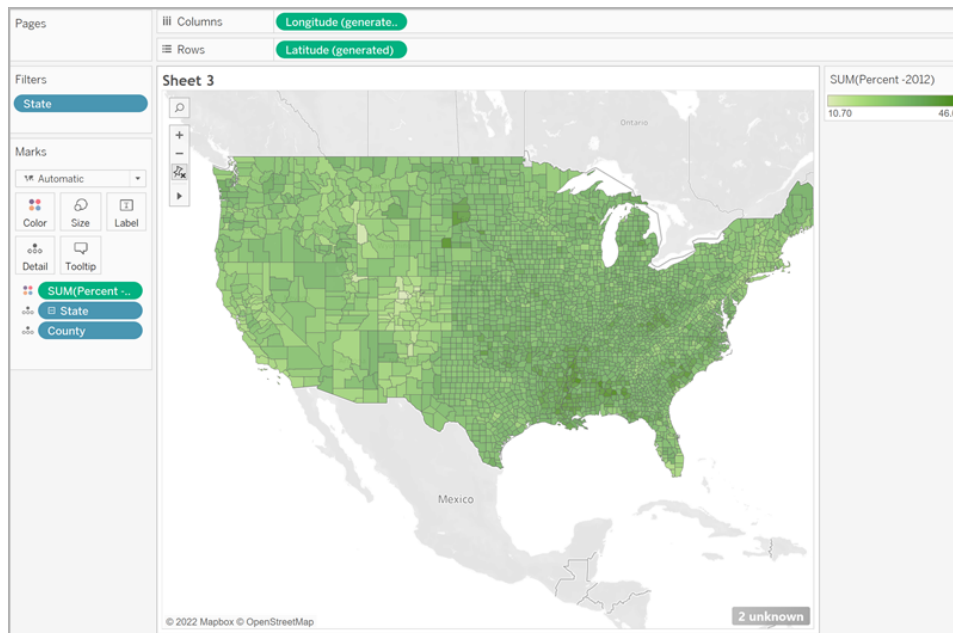 Pages
Columns
Longitude (generate..
Rows
Latitude (generated)
Filters
State
Marks
Automatic
Color
Size
Label
Detail
Tooltip
SUM(Percent -..
State
County
Sheet 3
Ontario
Mexico
© 2022 Mapbox © OpenStreetMap
2 unknown
SUM(Percent -2012)
10.70